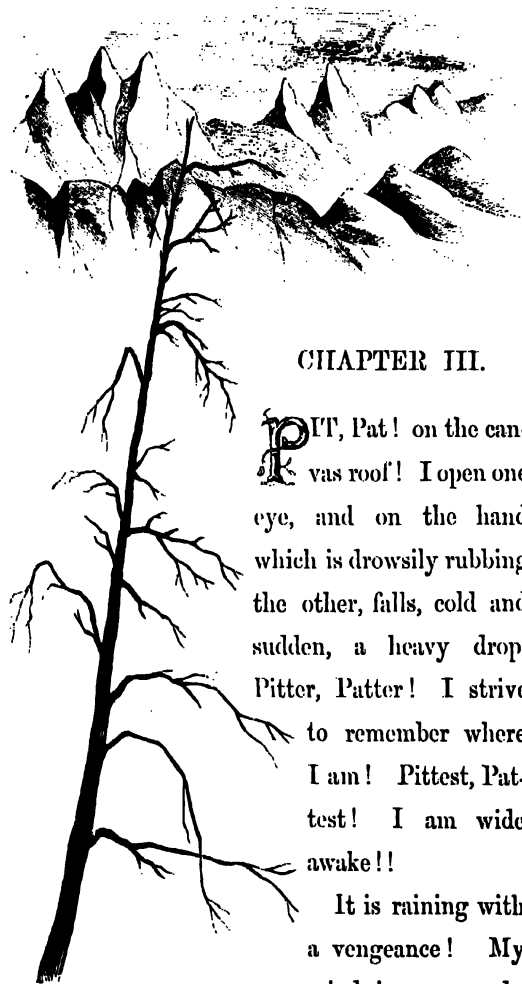 CHAPTER III.
PIT, Pat! on the can-
vas roof! I open one
eye, and on the hand
which is drowsily rubbing
the other, falls, cold and
sudden, a heavy drop.
Pitter, Patter! I strive
to remember where
I am! Pittest, Pat-
test! I am wide
awake!!
It is raining with
a vengeance! My